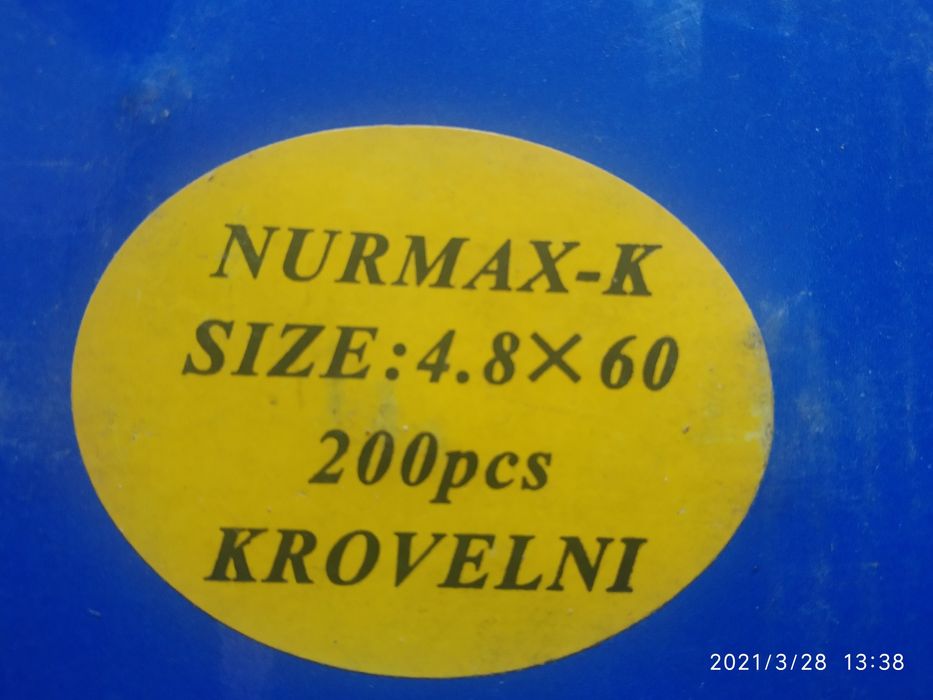 NURMAX-K
SIZE:4.8×60
200pcs
KROVELNI
2021/3/28 13:38